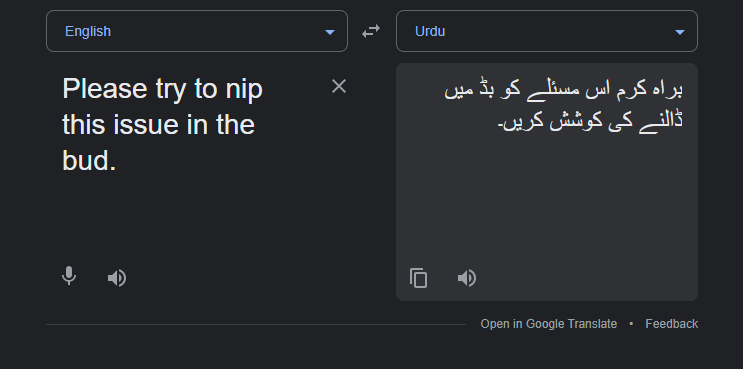 English
Urdu
Please try to nip
this issue in the
bud.
براہ کرم اس مسئلے کو بڈ میں
ڈالنے کی کوشش کریں۔
Open in Google Translate • Feedback